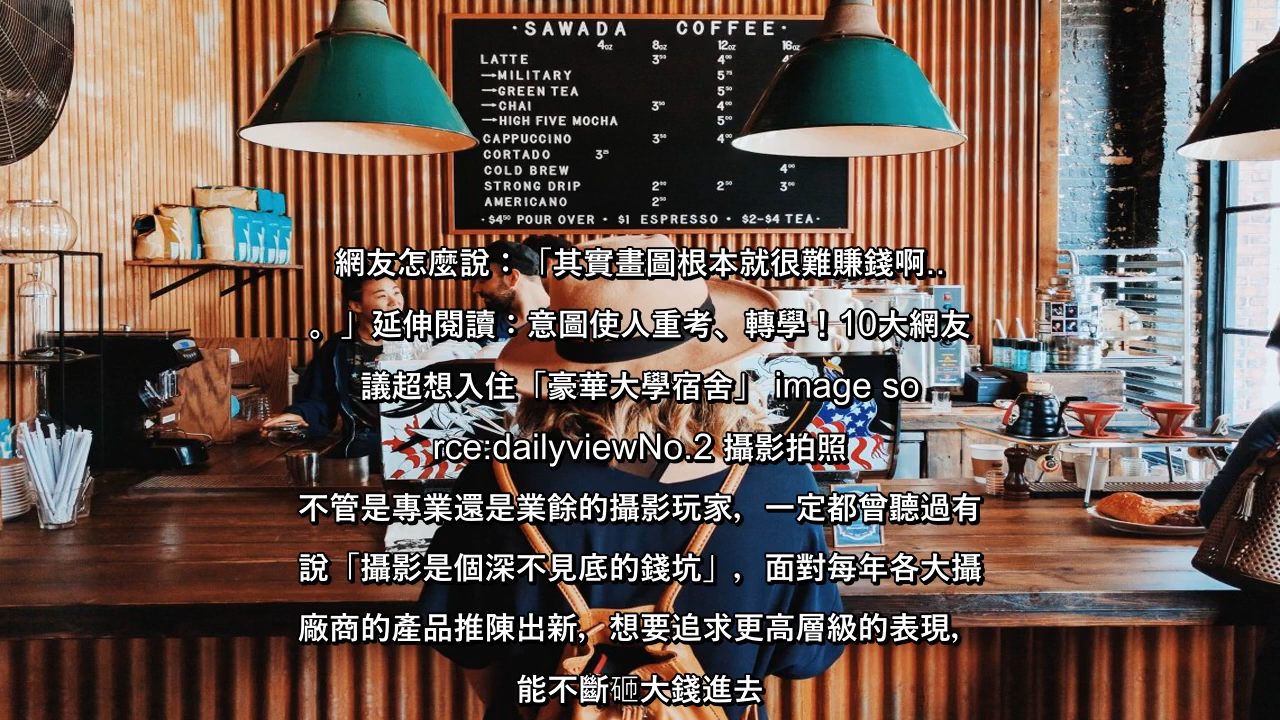 ·SAWADA COFFEE·
4oz 8oz 12oz 16oz
LATTE 3⁵⁰ 4⁰⁰
→MILITARY 5⁷⁵
→GREEN TEA 5⁵⁰
→CHAI 3⁵⁰ 4⁰⁰
→HIGH FIVE MOCHA 5⁰⁰
CAPPUCCINO 3⁵⁰ 4⁰⁰
CORTADO 3²⁵
COLD BREW 4⁰⁰
STRONG DRIP 2⁰⁰ 2⁵⁰ 3⁰⁰
AMERICANO 2⁵⁰
·$4⁵⁰ POUR OVER · $1 ESPRESSO · $2-$4 TEA·
網友怎麼說：「其實畫圖根本就很難賺錢啊..
。」延伸閱讀：意圖使人重考、轉學！10大網友
議超想入住「豪華大學宿舍」 image so
rce:dailyviewNo.2 攝影拍照
不管是專業還是業餘的攝影玩家，一定都曾聽過有
說「攝影是個深不見底的錢坑」，面對每年各大攝
廠商的產品推陳出新，想要追求更高層級的表現，
能不斷砸大錢進去